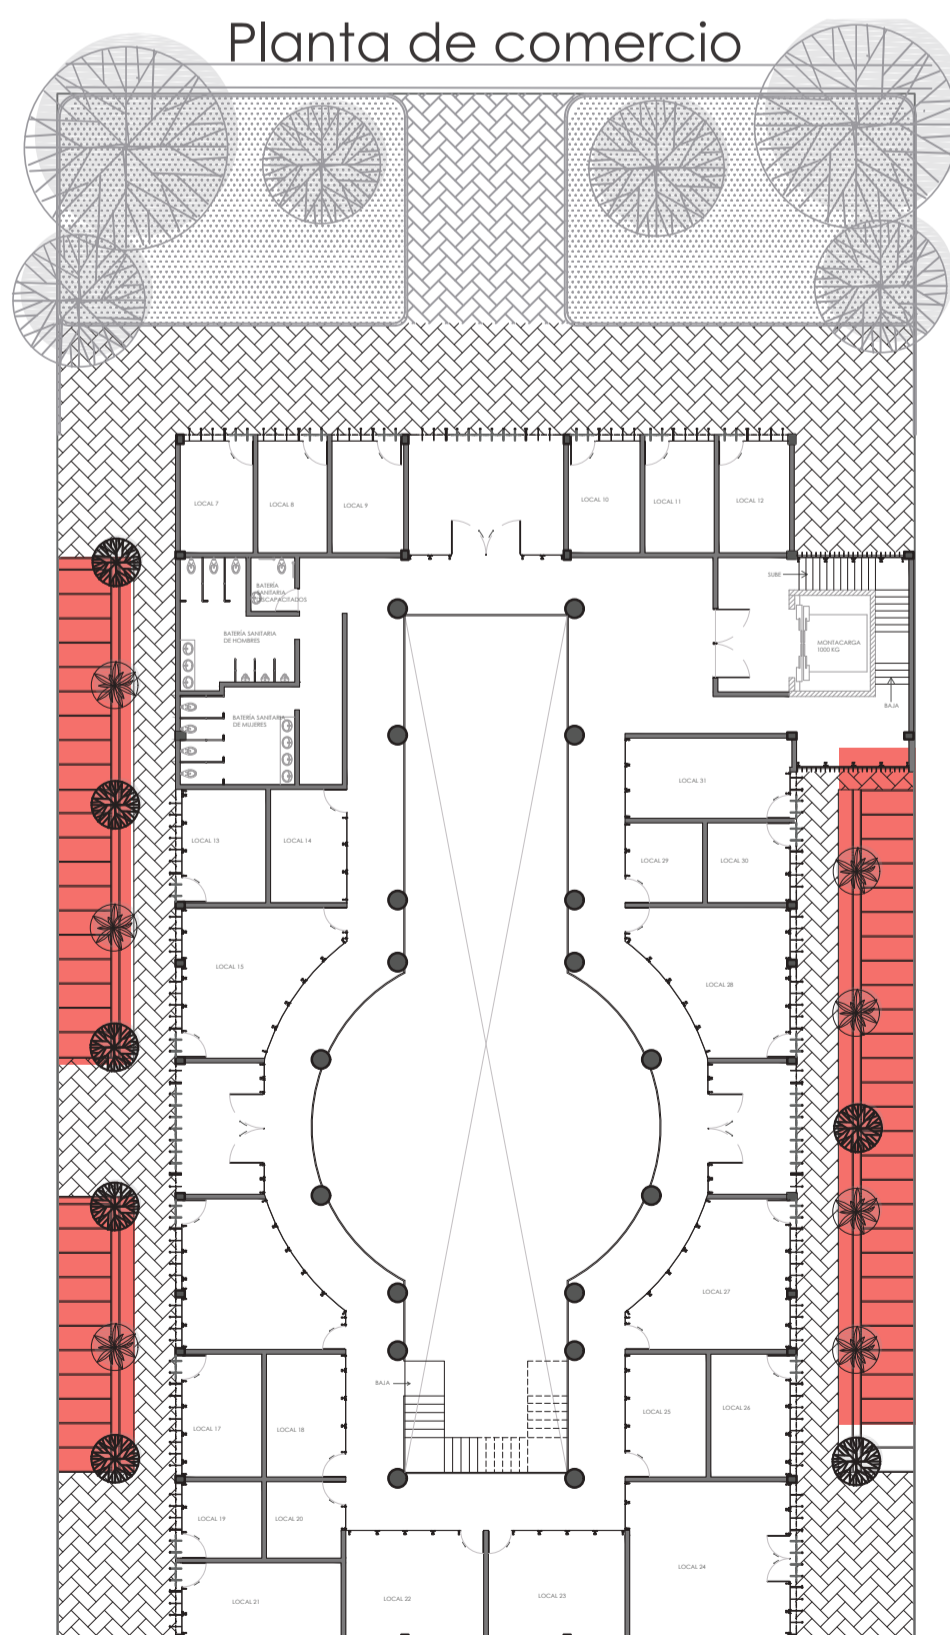 Planta de comercio
LOCAL 7
LOCAL 8
LOCAL 9
LOCAL 10
LOCAL 11
LOCAL 12
SUBE
BATERÍA
SANITARIA
DISCAPACITADOS
BATERÍA SANITARIA
DE HOMBRES
MONTACARGA
1000 KG
BAJA
BATERÍA SANITARIA
DE MUJERES
LOCAL 31
LOCAL 13
LOCAL 14
LOCAL 29
LOCAL 30
LOCAL 15
LOCAL 28
LOCAL 27
BAJA
LOCAL 17
LOCAL 18
LOCAL 25
LOCAL 26
LOCAL 19
LOCAL 20
LOCAL 21
LOCAL 22
LOCAL 23
LOCAL 24